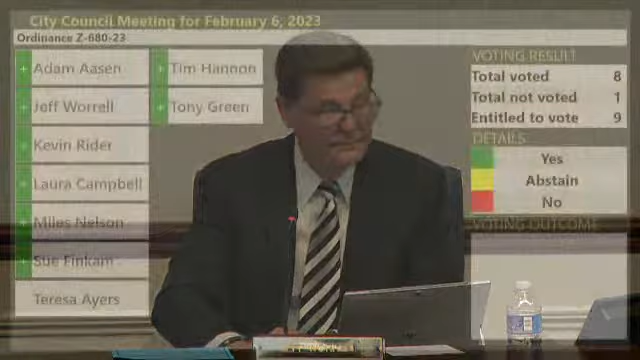 City Council Meeting for February 6, 2023
Ordinance Z-680-23
+ Adam Aasen
+ Tim Hannon
+ Jeff Worrell
+ Tony Green
+ Kevin Rider
+ Laura Campbell
+ Miles Nelson
+ Sue Finkam
Teresa Ayers
VOTING RESULT
Total voted 8
Total not voted 1
Entitled to vote 9
DETAILS
Yes
Abstain
No
VOTING OUTCOME